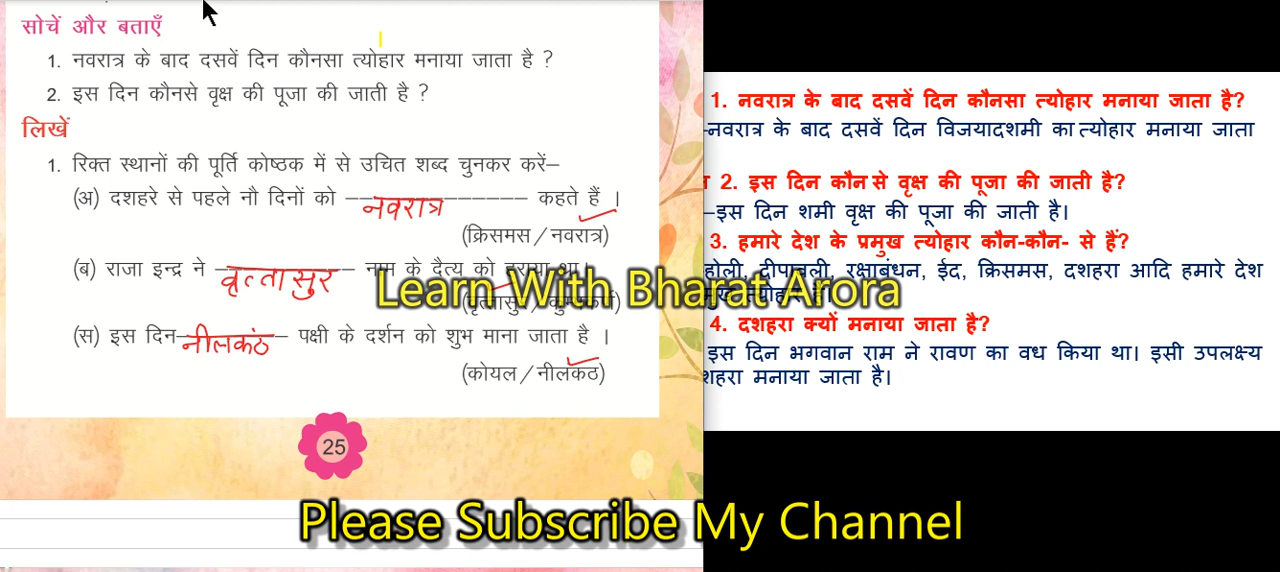 सोचें और बताएँ
1. नवरात्र के बाद दसवें दिन कौनसा त्योहार मनाया जाता है ?
2. इस दिन कौनसे वृक्ष की पूजा की जाती है ?
लिखें
1. रिक्त स्थानों की पूर्ति कोष्ठक में से उचित शब्द चुनकर करें–
(अ) दशहरे से पहले नौ दिनों को नवरात्र कहते हैं ।
(क्रिसमस / नवरात्र)
(ब) राजा इन्द्र ने वृत्तासुर नाम के दैत्य को हराया था।
(वृत्तासुर / कुम्भकर्ण)
(स) इस दिन नीलकंठ पक्षी के दर्शन को शुभ माना जाता है ।
(कोयल / नीलकंठ)
25
1. नवरात्र के बाद दसवें दिन कौनसा त्योहार मनाया जाता है?
–नवरात्र के बाद दसवें दिन विजयादशमी का त्योहार मनाया जाता
2. इस दिन कौन से वृक्ष की पूजा की जाती है?
–इस दिन शमी वृक्ष की पूजा की जाती है।
3. हमारे देश के प्रमुख त्योहार कौन-कौन- से हैं?
होली, दीपावली, रक्षाबंधन, ईद, क्रिसमस, दशहरा आदि हमारे देश
त्योहार हैं।
4. दशहरा क्यों मनाया जाता है?
इस दिन भगवान राम ने रावण का वध किया था। इसी उपलक्ष्य
मनाया जाता है।
Learn With Bharat Arora
Please Subscribe My Channel